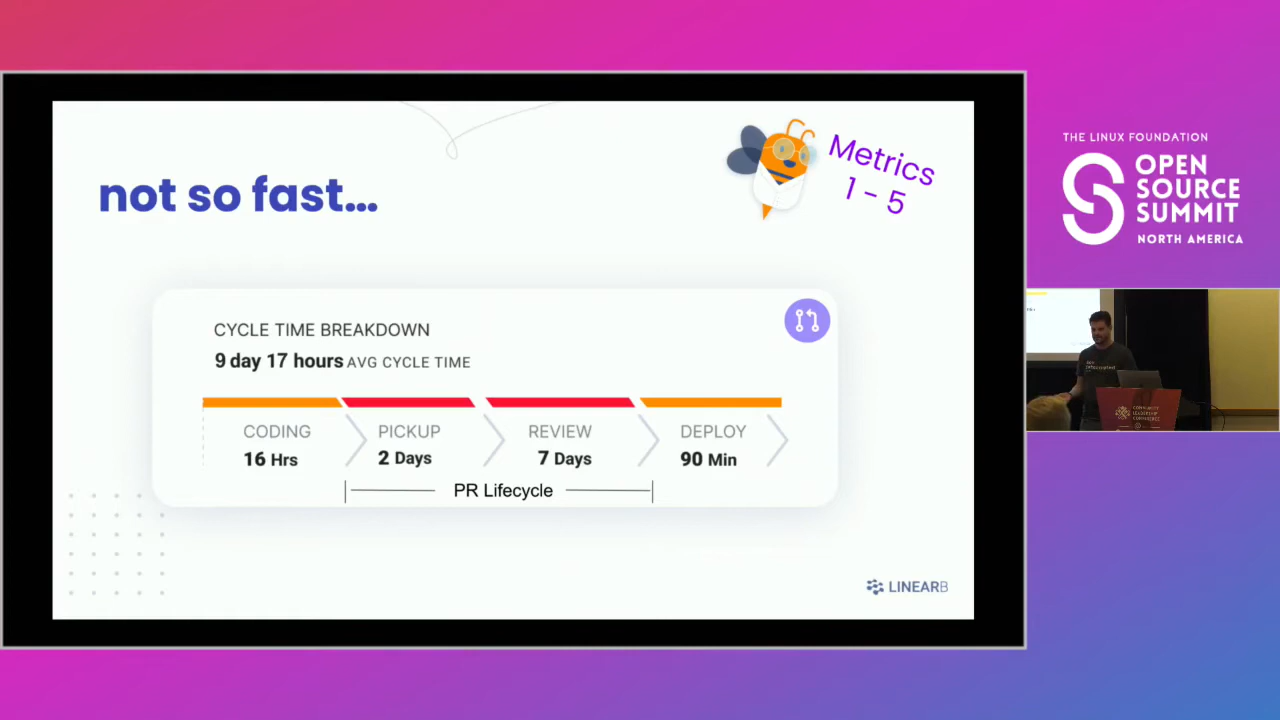 not so fast...
Metrics
1 - 5
CYCLE TIME BREAKDOWN
9 day 17 hours AVG CYCLE TIME
CODING
16 Hrs
PICKUP
2 Days
REVIEW
7 Days
DEPLOY
90 Min
PR Lifecycle
LINEARB
THE LINUX FOUNDATION
OPEN
SOURCE
SUMMIT
NORTH AMERICA